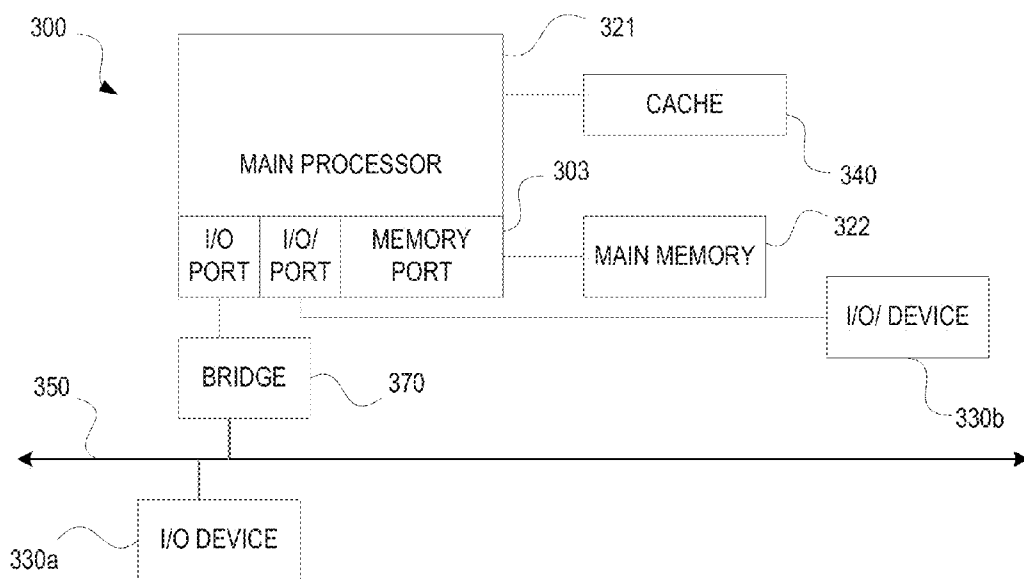 300
321
CACHE
MAIN PROCESSOR
303
340
I/O
PORT
I/O/
PORT
MEMORY
PORT
MAIN MEMORY
322
I/O/ DEVICE
BRIDGE
370
350
330b
I/O DEVICE
330a